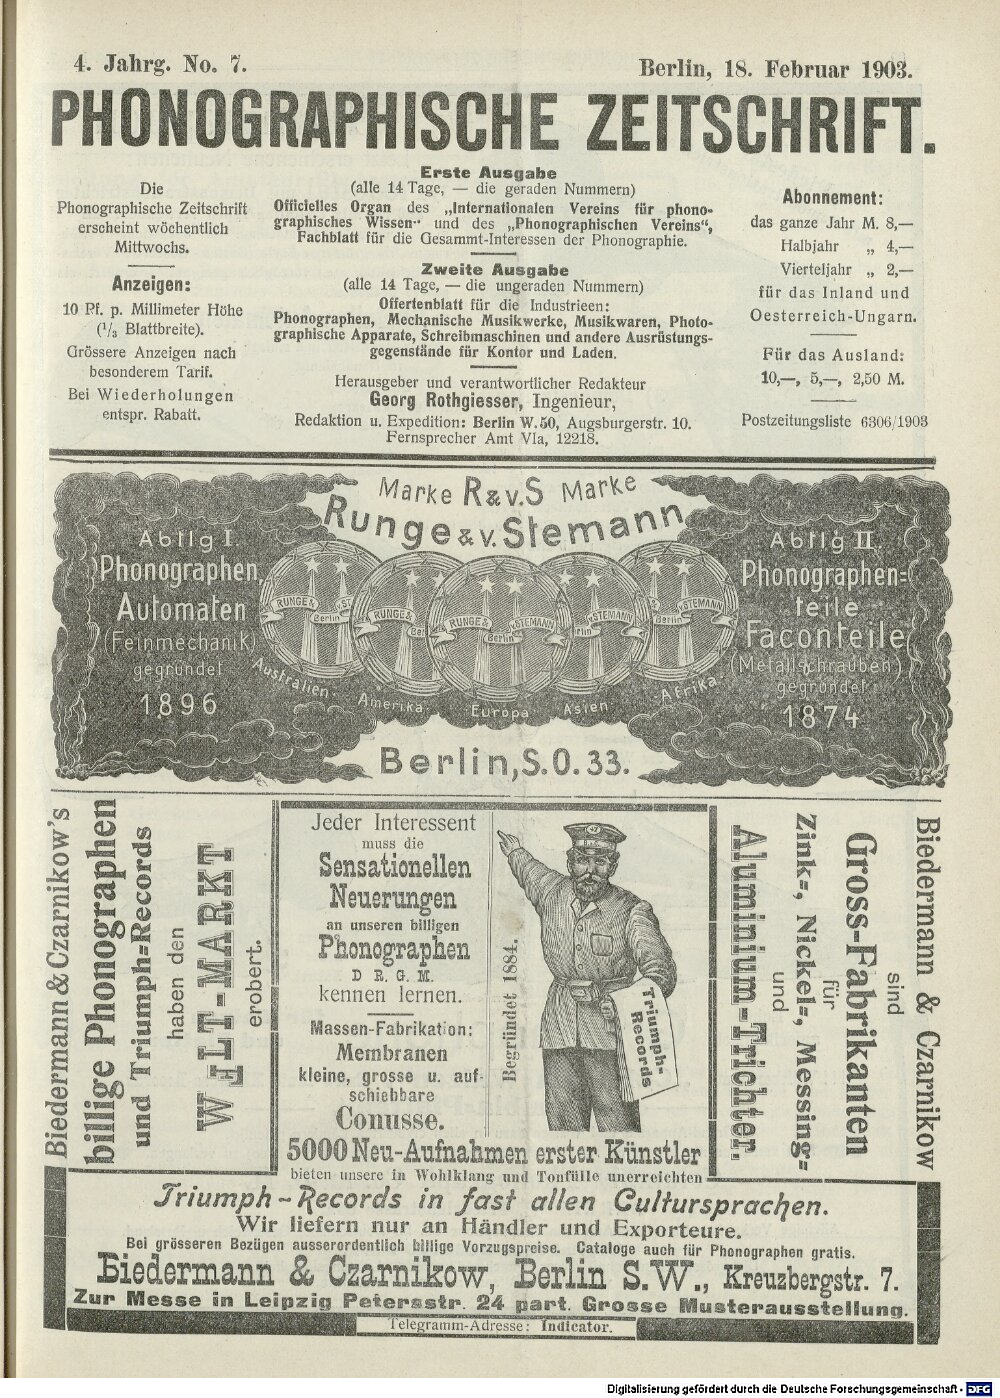 4. Jahrg. No. 7.
Berlin, 18. Februar 1903.
PHONOGRAPHISCHE ZEITSCHRIFT.
Die
Phonographische Zeitschrift
erscheint wöchentlich
Mittwochs.
Anzeigen:
10 Pf. p. Millimeter Höhe
(1/3 Blattbreite).
Grössere Anzeigen nach
besonderem Tarif.
Bei Wiederholungen
entspr. Rabatt.
Erste Ausgabe
(alle 14 Tage, — die geraden Nummern)
Officielles Organ des „Internationalen Vereins für phono-
graphisches Wissen“ und des „Phonographischen Vereins“,
Fachblatt für die Gesammt-Interessen der Phonographie.
Zweite Ausgabe
(alle 14 Tage, — die ungeraden Nummern)
Offertenblatt für die Industrieen:
Phonographen, Mechanische Musikwerke, Musikwaren, Photo-
graphische Apparate, Schreibmaschinen und andere Ausrüstungs-
gegenstände für Kontor und Laden.
Herausgeber und verantwortlicher Redakteur
Georg Rothgiesser, Ingenieur,
Redaktion u. Expedition: Berlin W. 50, Augsburgerstr. 10.
Fernsprecher Amt VIa, 12218.
Abonnement:
das ganze Jahr M. 8,—
Halbjahr „ 4,—
Vierteljahr „ 2,—
für das Inland und
Oesterreich-Ungarn.
Für das Ausland:
10,—, 5,—, 2,50 M.
Postzeitungsliste 6306/1903
Marke R & v. S Marke
Runge & v. Stemann
Abtlg I.
Phonographen,
Automaten
(Feinmechanik)
gegründet
1896
RUNGE & ST
Berlin
RUNGE &
Be
RUNGE & v. STEMANN
Berlin
v. STEMANN
rlin
v STEMANN
Berlin
Australien.
Amerika
Europa
Asien
Afrika.
Abtlg II.
Phonographen=
teile
Faconteile
(Metallschrauben)
gegründet
1874
Berlin, S.O. 33.
Biedermann & Czarnikow's
billige Phonographen
und Triumph=Records
haben den
WELT-MARKT
erobert.
Jeder Interessent
muss die
Sensationellen
Neuerungen
an unseren billigen
Phonographen
D R. G. M.
kennen lernen.
Massen-Fabrikation:
Membranen
kleine, grosse u. auf-
schiebbare
Conusse.
Begründet 1884.
Triumph-
Records
Biedermann & Czarnikow
sind
Gross-Fabrikanten
für
Zink=, Nickel=, Messing=
und
Aluminium-Trichter.
5000 Neu-Aufnahmen erster Künstler
bieten unsere in Wohlklang und Tonfülle unerreichten
Triumph-Records in fast allen Cultursprachen.
Wir liefern nur an Händler und Exporteure.
Bei grösseren Bezügen ausserordentlich billige Vorzugspreise. Cataloge auch für Phonographen gratis.
Biedermann & Czarnikow, Berlin S.W., Kreuzbergstr. 7.
Zur Messe in Leipzig Petersstr. 24 part. Grosse Musterausstellung.
Telegramm-Adresse: Indicator.
Digitalisierung gefördert durch die Deutsche Forschungsgemeinschaft - DFG